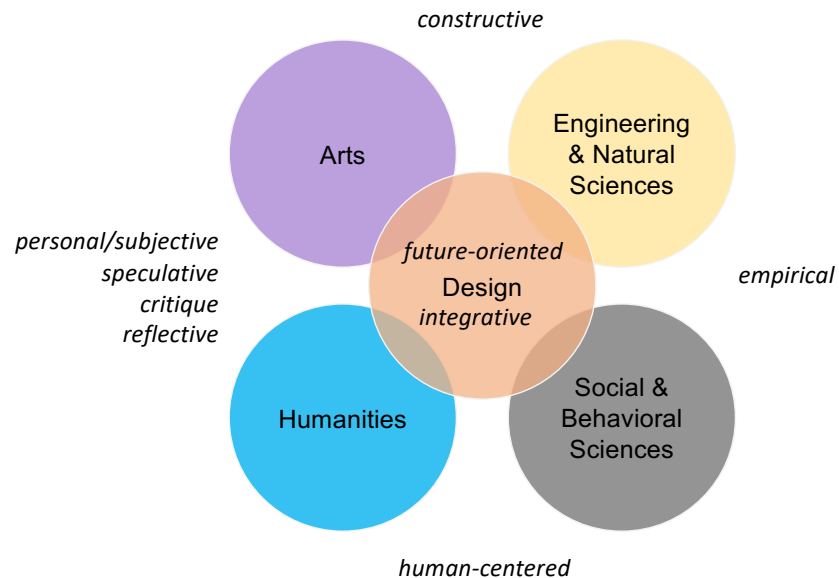 constructive
Arts
Engineering
& Natural
Sciences
personal/subjective
speculative
critique
reflective
future-oriented
Design
integrative
empirical
Humanities
Social &
Behavioral
Sciences
human-centered